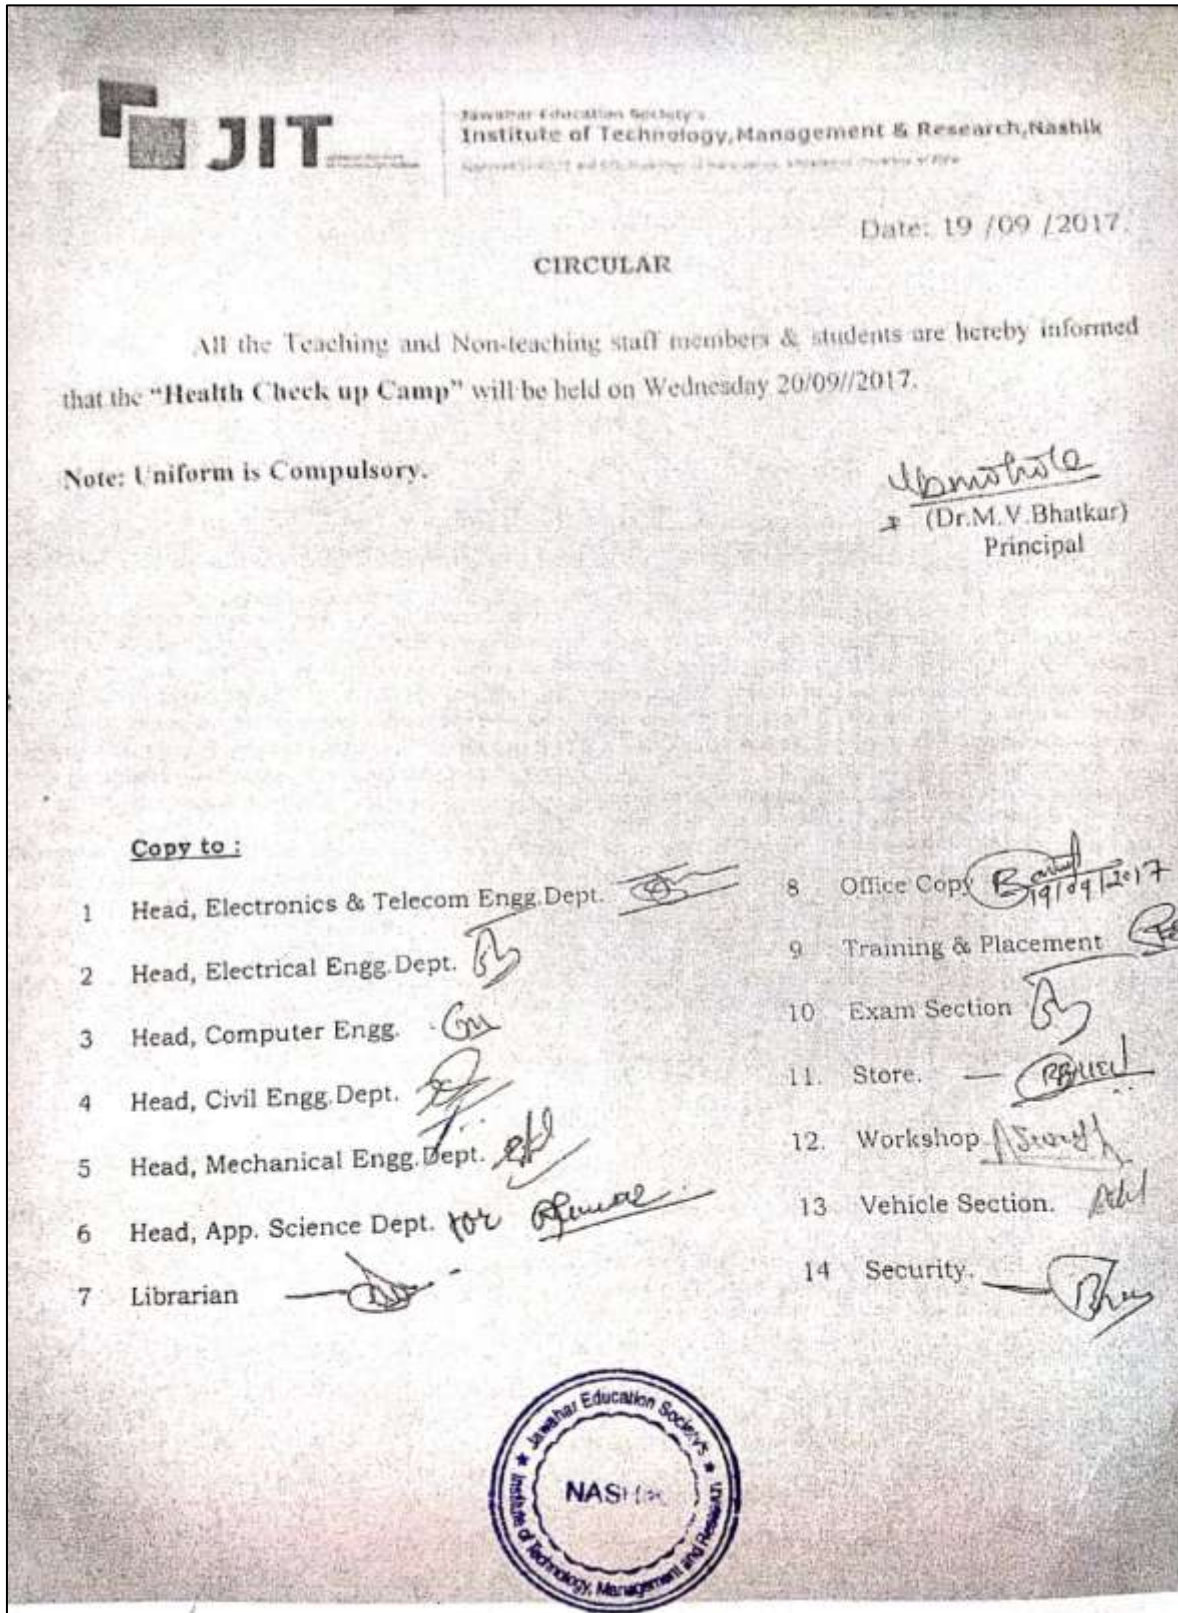 JIT
Jawahar Education Society's
Institute of Technology, Management & Research, Nashik
Date: 19 /09 /2017.
CIRCULAR
All the Teaching and Non-teaching staff members & students are hereby informed
that the "Health Check up Camp" will be held on Wednesday 20/09//2017.
Note: Uniform is Compulsory.
(Dr.M.V.Bhatkar)
Principal
Copy to :
1 Head, Electronics & Telecom Engg.Dept.
2 Head, Electrical Engg.Dept.
3 Head, Computer Engg.
4 Head, Civil Engg.Dept.
5 Head, Mechanical Engg.Dept.
6 Head, App. Science Dept. for
7 Librarian
8 Office Copy 19/09/2017
9 Training & Placement
10 Exam Section
11. Store.
12. Workshop
13 Vehicle Section.
14 Security.
Jawahar Education Society's
Institute of Technology, Management and Research